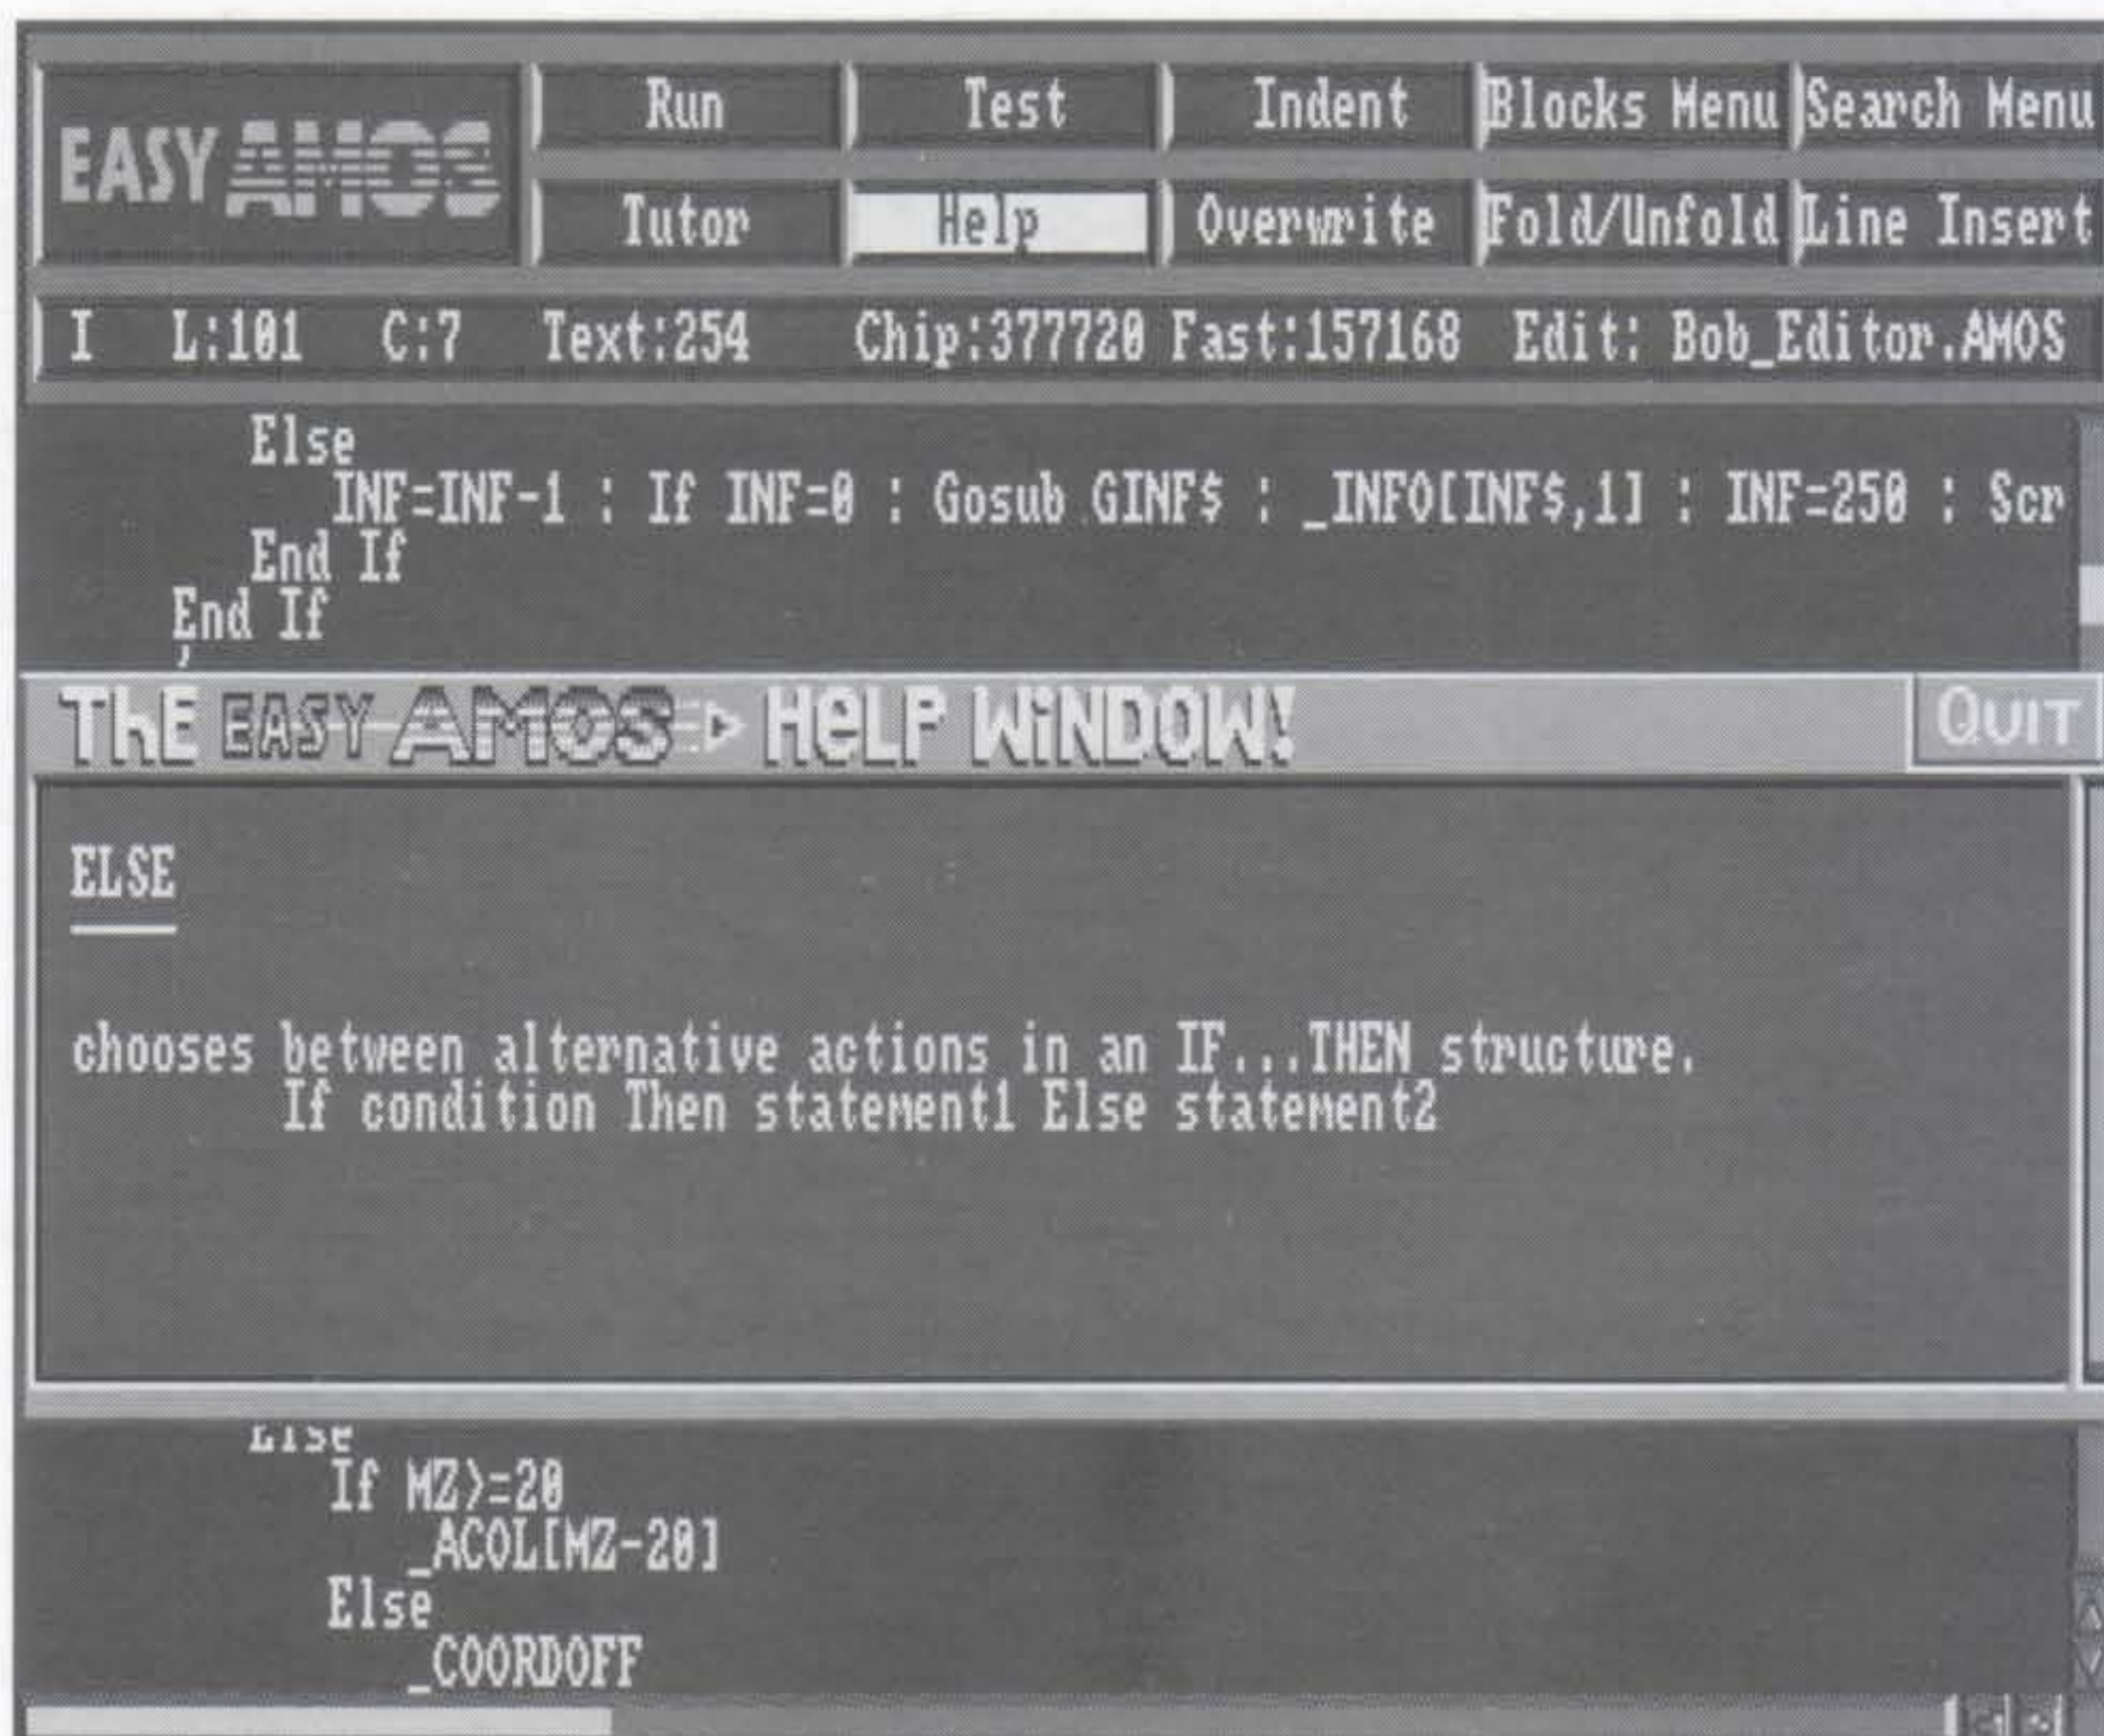 EASY AMOS
Run Test Indent Blocks Menu Search Menu
Tutor Help Overwrite Fold/Unfold Line Insert
I L:101 C:7 Text:254 Chip:377720 Fast:157168 Edit: Bob_Editor.AMOS
Else
INF=INF-1 : If INF=0 : Gosub GINF$ : _INFO[INF$,1] : INF=250 : Scr
End If
End If
'
ThE EASY AMOS HeLP WiNDOW! QUIT
ELSE
chooses between alternative actions in an IF...THEN structure.
If condition Then statement1 Else statement2
Else
If MZ>=20
_ACOL[MZ-20]
Else
_COORDOFF